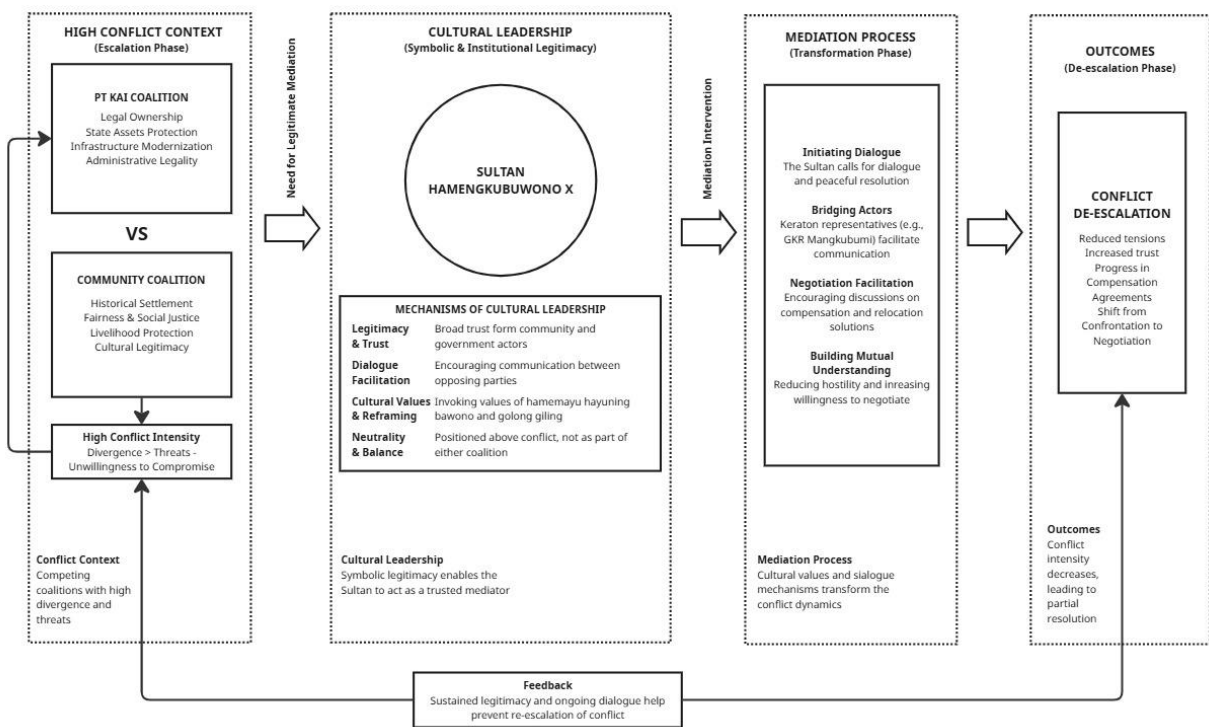 HIGH CONFLICT CONTEXT
(Escalation Phase)
PT KAI COALITION
Legal Ownership
State Assets Protection
Infrastructure Modernization
Administrative Legality
VS
COMMUNITY COALITION
Historical Settlement
Fairness & Social Justice
Livelihood Protection
Cultural Legitimacy
High Conflict Intensity
Divergence > Threats -
Unwillingness to Compromise
Conflict Context
Competing
coalitions with high
divergence and
threats
Need for Legitimate Mediation
CULTURAL LEADERSHIP
(Symbolic & Institutional Legitimacy)
SULTAN
HAMENGKUBUWONO X
MECHANISMS OF CULTURAL LEADERSHIP
Legitimacy Broad trust form community and
& Trust government actors
Dialogue Encouraging communication between
Facilitation opposing parties
Cultural Values Invoking values of hamemayu hayuning
& Reframing bawono and golong giling
Neutrality Positioned above conflict, not as part of
& Balance either coalition
Cultural Leadership
Symbolic legitimacy enables the
Sultan to act as a trusted mediator
Mediation Intervention
MEDIATION PROCESS
(Transformation Phase)
Initiating Dialogue
The Sultan calls for dialogue
and peaceful resolution
Bridging Actors
Keraton representatives (e.g.,
GKR Mangkubumi) facilitate
communication
Negotiation Facilitation
Encouraging discussions on
compensation and relocation
solutions
Building Mutual
Understanding
Reducing hostility and inreasing
willingness to negotiate
Mediation Process
Cultural values and sialogue
mechanisms transform the
conflict dynamics
OUTCOMES
(De-escalation Phase)
CONFLICT
DE-ESCALATION
Reduced tensions
Increased trust
Progress in
Compensation
Agreements
Shift from
Confrontation to
Negotiation
Outcomes
Conflict
intensity
decreases,
leading to
partial
resolution
Feedback
Sustained legitimacy and ongoing dialogue help
prevent re-escalation of conflict